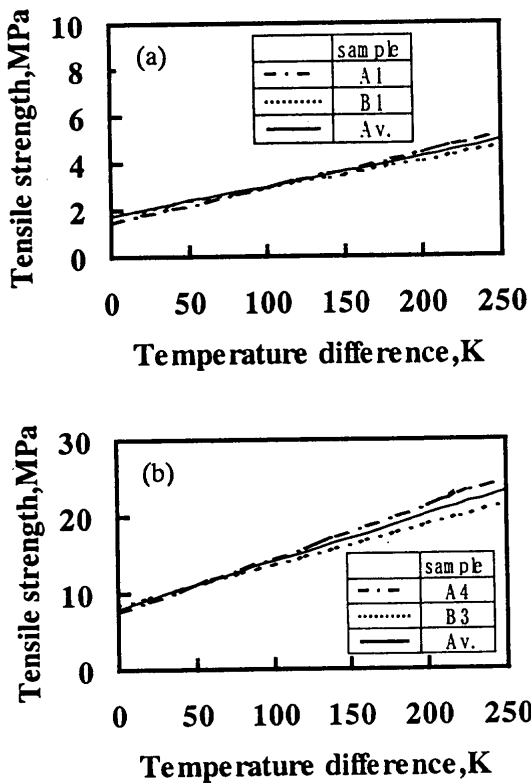 10
8
6
4
2
0
Tensile strength,MPa
(a)
sample
A1
B1
Av.
0 50 100 150 200 250
Temperature difference,K
30
20
10
0
Tensile strength,MPa
(b)
sample
A4
B3
Av.
0 50 100 150 200 250
Temperature difference,K